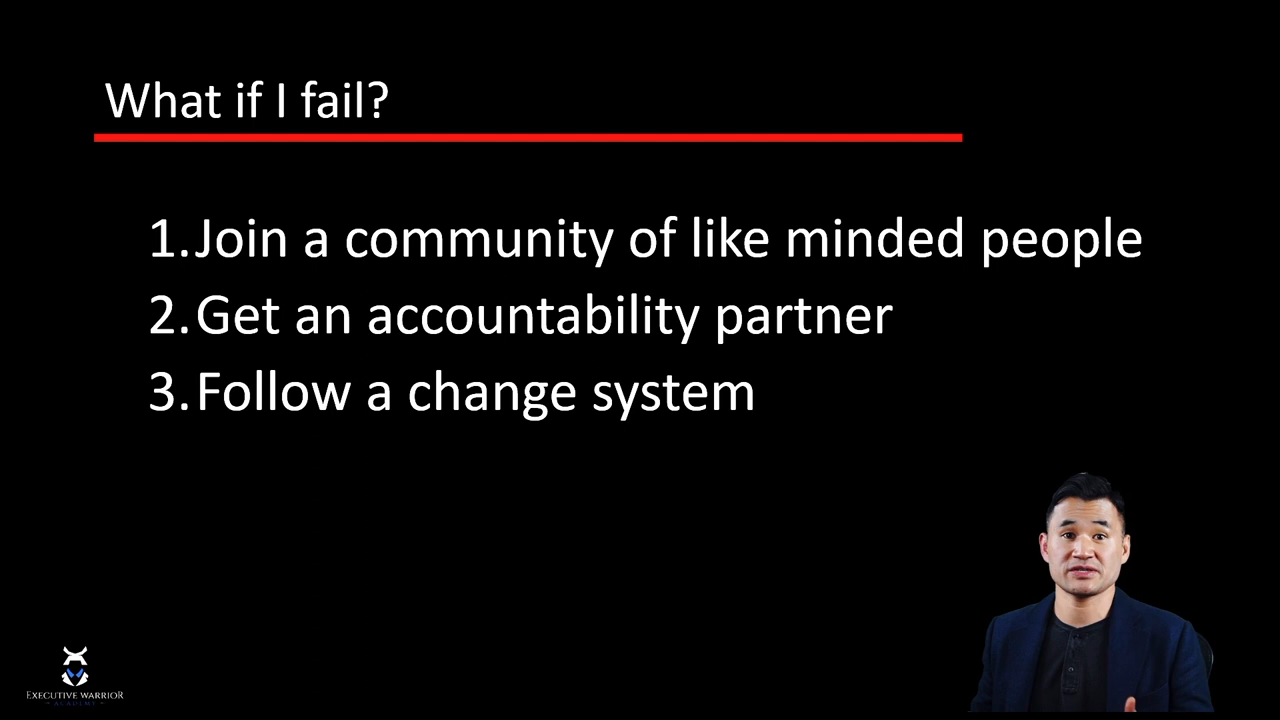 What if I fail?
1. Join a community of like minded people
2. Get an accountability partner
3. Follow a change system
EXECUTIVE WARRIOR
ACADEMY